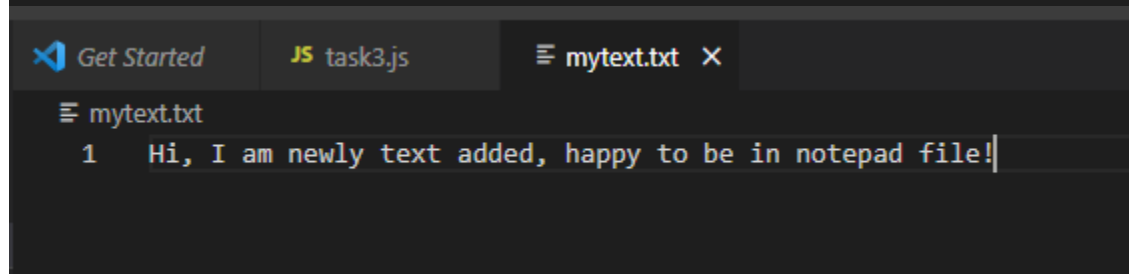 Get Started JS task3.js mytext.txt
mytext.txt
1 Hi, I am newly text added, happy to be in notepad file!